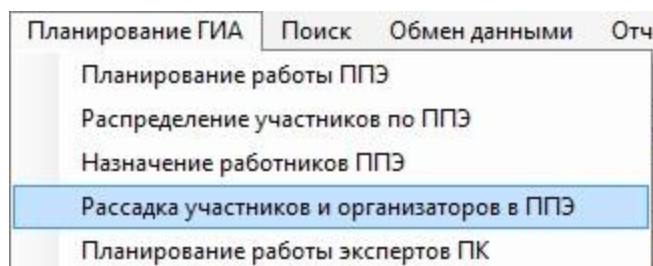 Планирование ГИА Поиск Обмен данными Отч
Планирование работы ППЭ
Распределение участников по ППЭ
Назначение работников ППЭ
Рассадка участников и организаторов в ППЭ
Планирование работы экспертов ПК